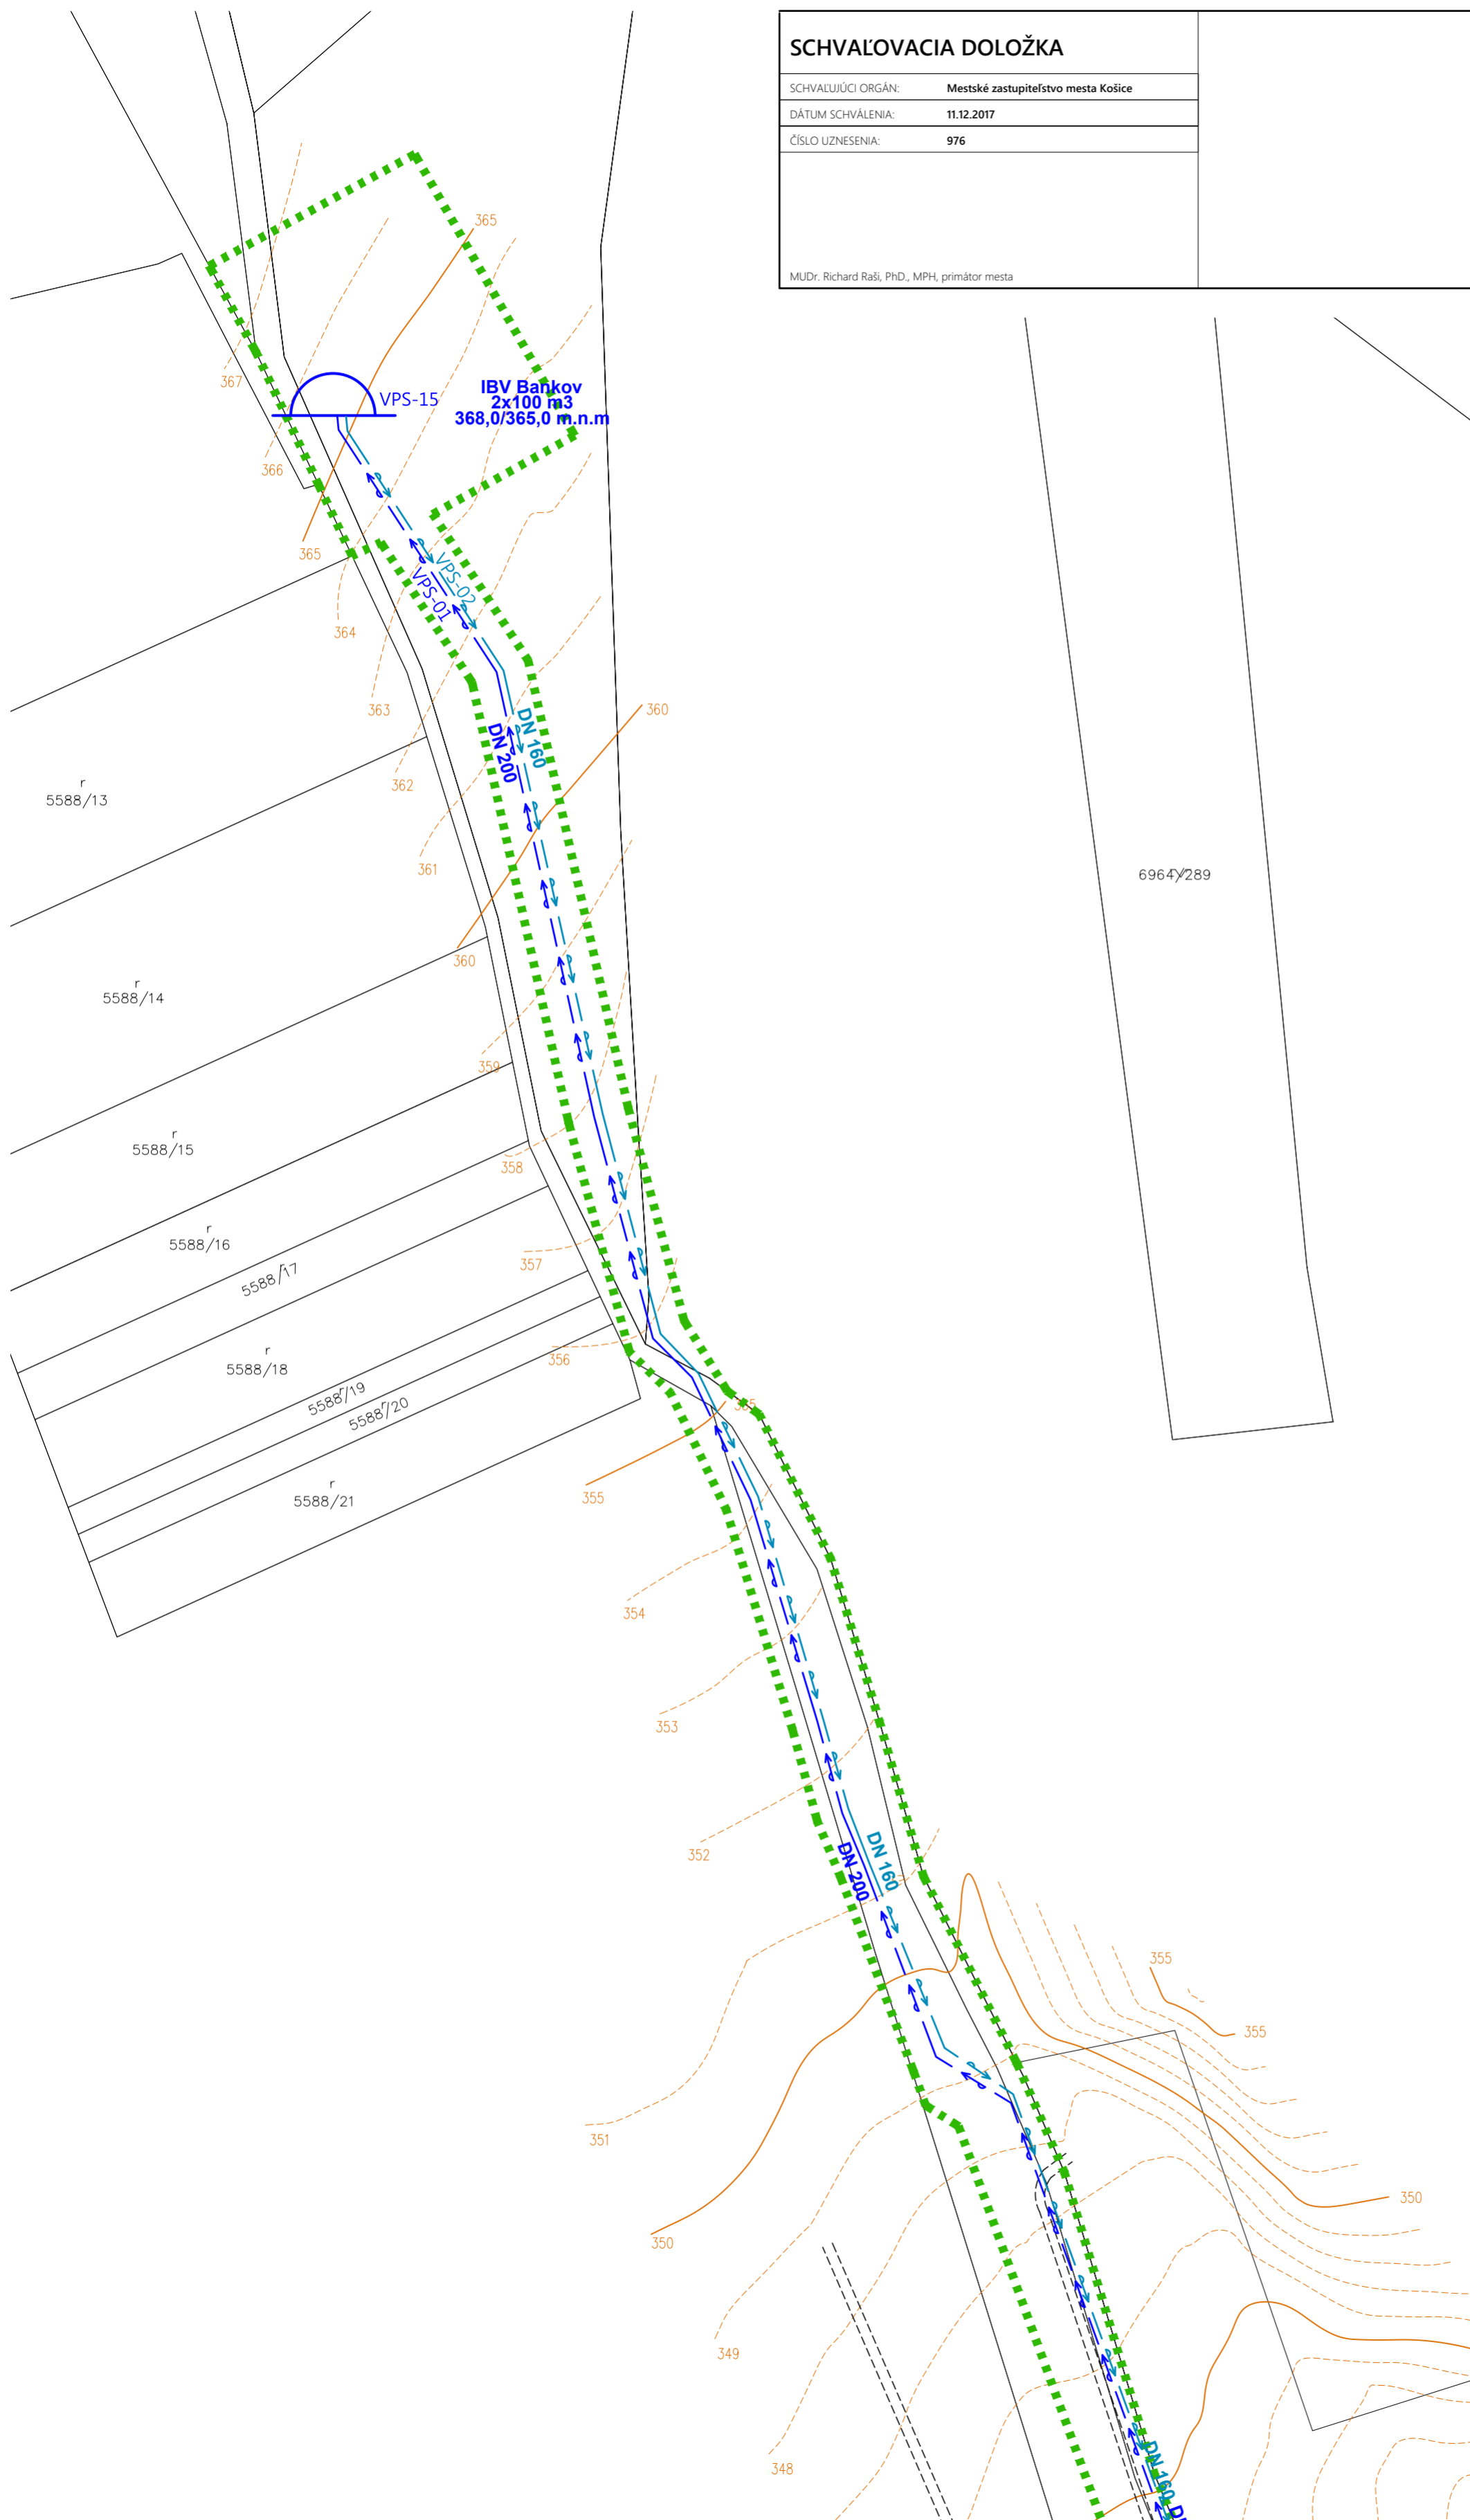 SCHVAĽOVACIA DOLOŽKA
SCHVAĽUJÚCI ORGÁN: Mestské zastupiteľstvo mesta Košice
DÁTUM SCHVÁLENIA: 11.12.2017
ČÍSLO UZNESENIA: 976
MUDr. Richard Raši, PhD., MPH, primátor mesta
365
367
VPS-15
IBV Bankov
2x100 m3
368,0/365,0 m.n.m
366
365
VPS-02
VPS-01
364
363
360
DN 160
DN 200
362
r
5588/13
361
6964/289
360
r
5588/14
359
r
5588/15
358
r
5588/16
357
r
5588/17
356
r
5588/18
r
5588/19
r
5588/20
355
r
5588/21
355
354
353
352
DN 160
DN 200
355
355
351
350
350
349
348
DN 160